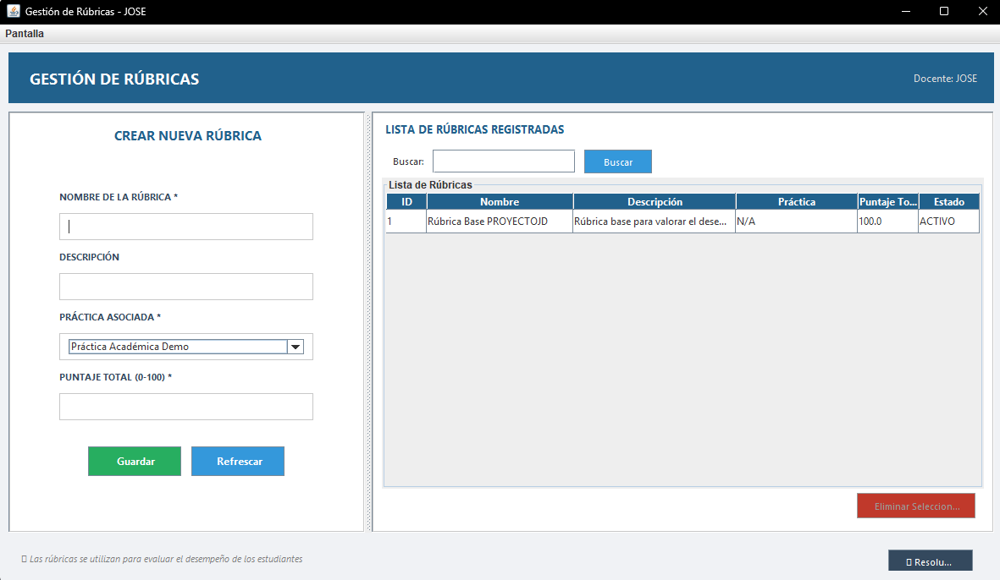 Gestión de Rúbricas - JOSE
Pantalla
GESTIÓN DE RÚBRICAS
Docente: JOSE
CREAR NUEVA RÚBRICA
NOMBRE DE LA RÚBRICA *
DESCRIPCIÓN
PRÁCTICA ASOCIADA *
Práctica Académica Demo
PUNTAJE TOTAL (0-100) *
Guardar Refrescar
LISTA DE RÚBRICAS REGISTRADAS
Buscar: Buscar
Lista de Rúbricas
ID Nombre Descripción Práctica Puntaje To... Estado
1 Rúbrica Base PROYECTOJD Rúbrica base para valorar el dese... N/A 100.0 ACTIVO
Eliminar Seleccion...
Las rúbricas se utilizan para evaluar el desempeño de los estudiantes
Resolu...